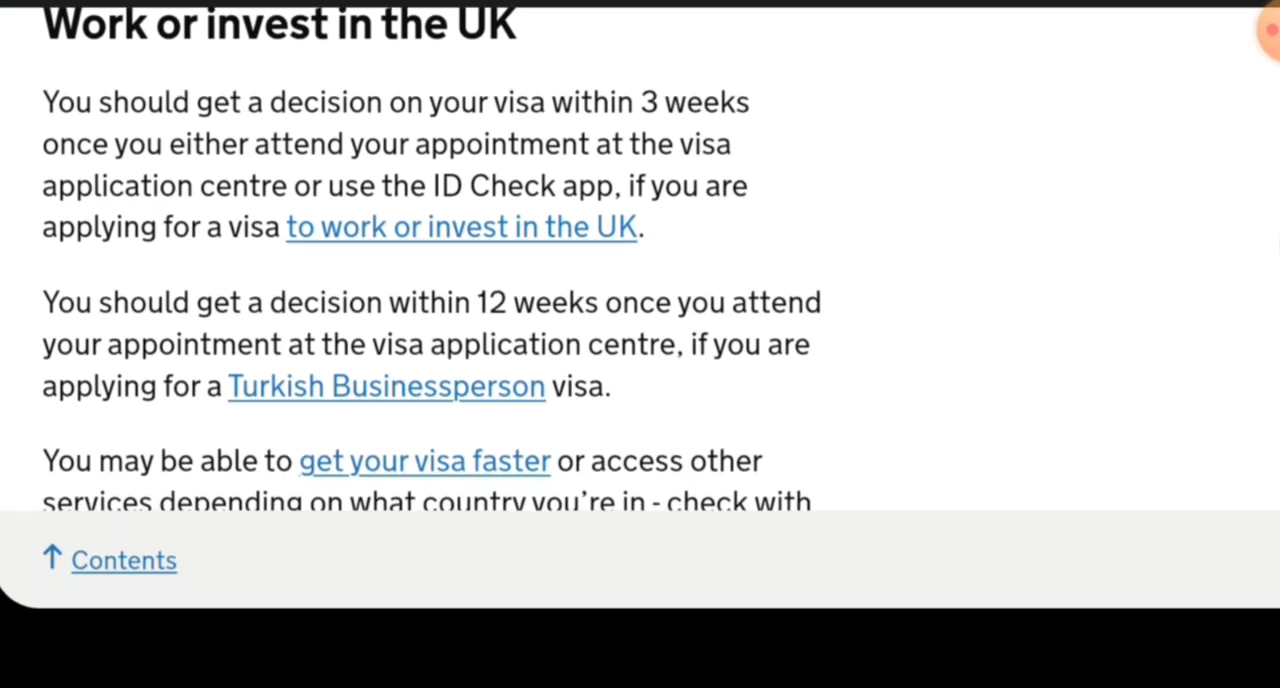 Work or invest in the UK
You should get a decision on your visa within 3 weeks
once you either attend your appointment at the visa
application centre or use the ID Check app, if you are
applying for a visa to work or invest in the UK.
You should get a decision within 12 weeks once you attend
your appointment at the visa application centre, if you are
applying for a Turkish Businessperson visa.
You may be able to get your visa faster or access other
services depending on what country you're in - check with
↑ Contents